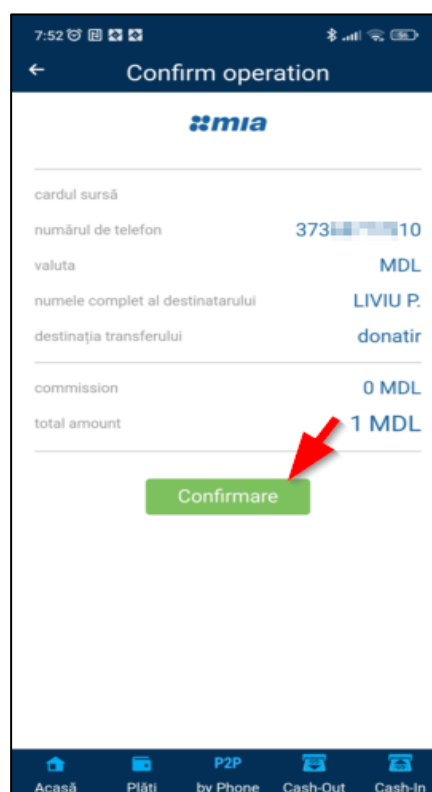 7:52
Confirm operation
mia
cardul sursă
numărul de telefon 373 10
valuta MDL
numele complet al destinatarului LIVIU P.
destinația transferului donatir
commission 0 MDL
total amount 1 MDL
Confirmare
Acasă Plăți P2P by Phone Cash-Out Cash-In